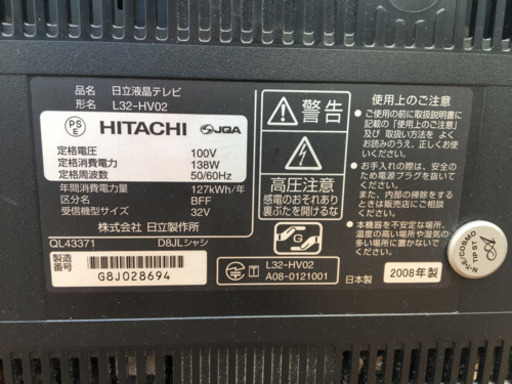 品名 日立液晶テレビ
形名 L32-HV02
PS
E
HITACHI JQA
定格電圧 100V
定格消費電力 138W
定格周波数 50/60Hz
年間消費電力量 127kWh/年
区分名 BFF
受信機型サイズ 32V
株式会社 日立製作所
QL43371 D8JLシャシ
製造番号
G8J028694
警告
高圧注意
感電のおそれあり
裏ぶたを開けるな
L32-HV02
A08-0121001
使用上のご注意
ご使用の前に取扱説明書に
記載の「使用上のご注意」
及び 取扱い方法を よく
お読みのうえ、正しくご使
用ください。
お手入れの際は、安全のた
め電源プラグを抜いてくだ
さい。
また、内部の掃除をするとき
は販売店にご相談ください。
本機器を不安定な場所、
温度の高い場所や湿気の
多い場所に置かないで
ください。
日本製
2008年製